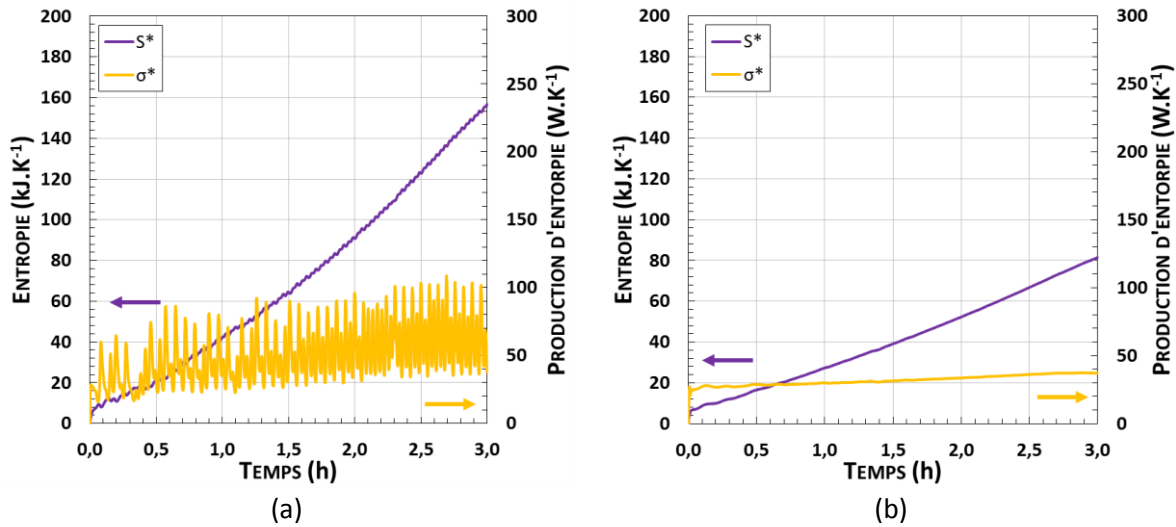 200
180
160
140
120
100
80
60
40
20
0
ENTROPIE (kJ.K-1)
S*
σ*
300
250
200
150
100
50
0
PRODUCTION D'ENTORPIE (W.K-1)
0,0 0,5 1,0 1,5 2,0 2,5 3,0
TEMPS (h)
(a)
200
180
160
140
120
100
80
60
40
20
0
ENTROPIE (kJ.K-1)
S*
σ*
300
250
200
150
100
50
0
PRODUCTION D'ENTORPIE (W.K-1)
0,0 0,5 1,0 1,5 2,0 2,5 3,0
TEMPS (h)
(b)